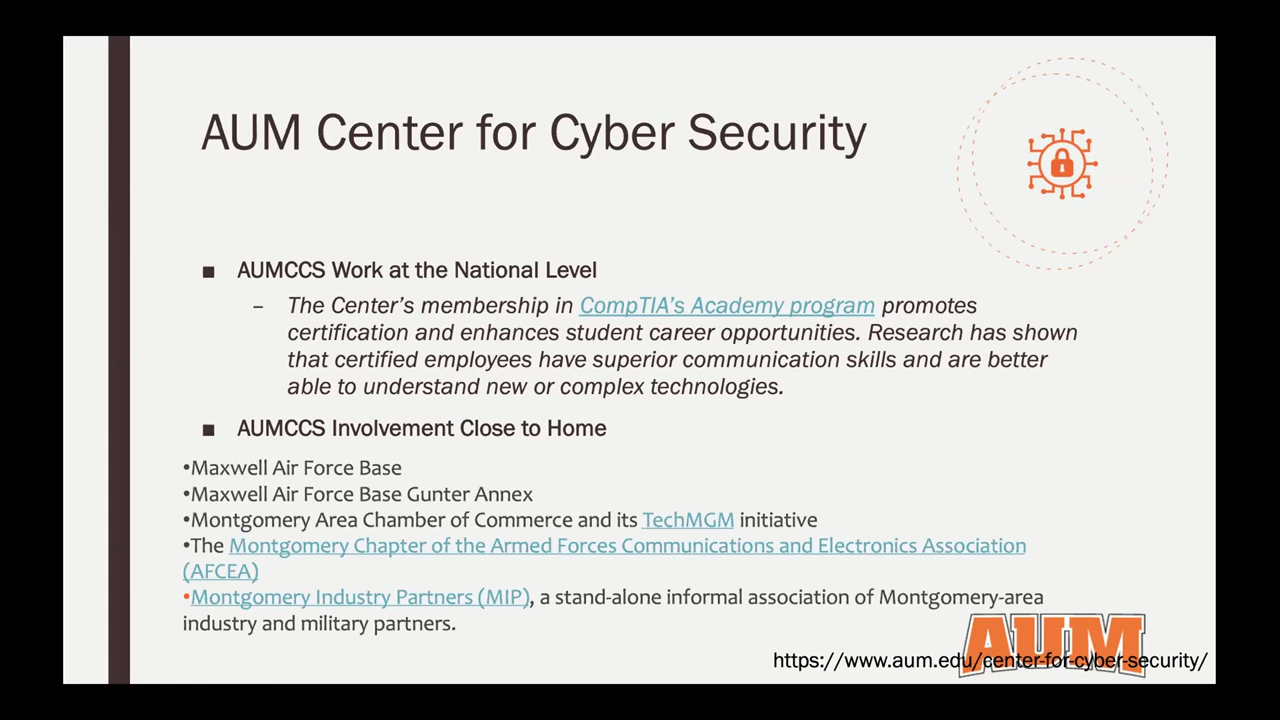 AUM Center for Cyber Security
■ AUMCCS Work at the National Level
– The Center’s membership in CompTIA’s Academy program promotes
certification and enhances student career opportunities. Research has shown
that certified employees have superior communication skills and are better
able to understand new or complex technologies.
■ AUMCCS Involvement Close to Home
•Maxwell Air Force Base
•Maxwell Air Force Base Gunter Annex
•Montgomery Area Chamber of Commerce and its TechMGM initiative
•The Montgomery Chapter of the Armed Forces Communications and Electronics Association
(AFCEA)
•Montgomery Industry Partners (MIP), a stand-alone informal association of Montgomery-area
industry and military partners.
AUM
https://www.aum.edu/center-for-cyber-security/